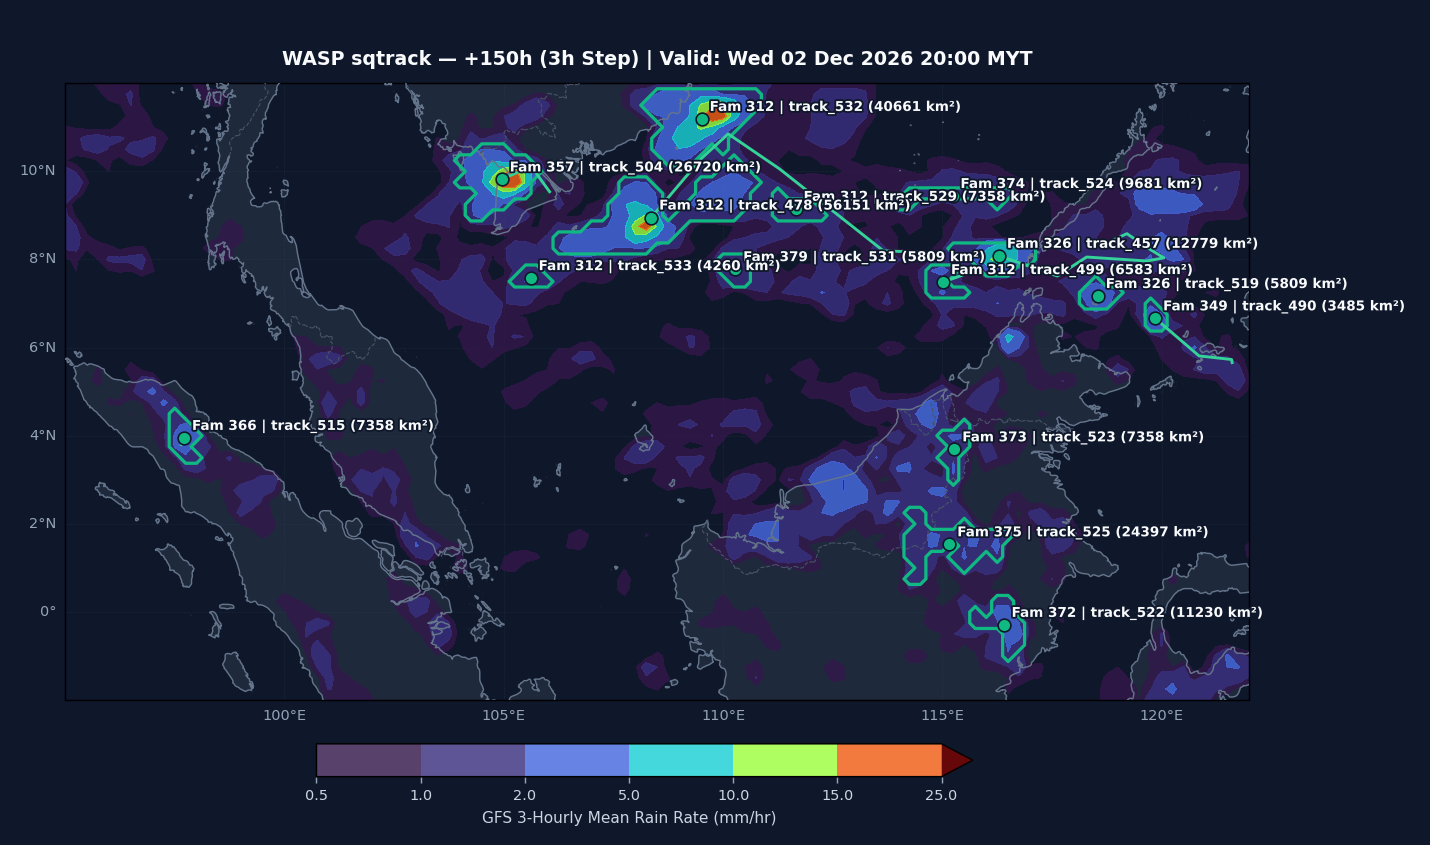 WASP sqtrack — +150h (3h Step) | Valid: Wed 02 Dec 2026 20:00 MYT
Fam 312 | track_532 (40661 km²)
Fam 357 | track_504 (26720 km²)
10°N
Fam 374 | track_524 (9681 km²)
Fam 312 | track_529 (7358 km²)
Fam 312 | track_478 (56151 km²)
Fam 326 | track_457 (12779 km²)
8°N
Fam 379 | track_531 (5809 km²)
Fam 312 | track_533 (4260 km²)
Fam 312 | track_499 (6583 km²)
Fam 326 | track_519 (5809 km²)
Fam 349 | track_490 (3485 km²)
6°N
Fam 366 | track_515 (7358 km²)
4°N
Fam 373 | track_523 (7358 km²)
2°N
Fam 375 | track_525 (24397 km²)
0°
Fam 372 | track_522 (11230 km²)
100°E 105°E 110°E 115°E 120°E
0.5 1.0 2.0 5.0 10.0 15.0 25.0
GFS 3-Hourly Mean Rain Rate (mm/hr)